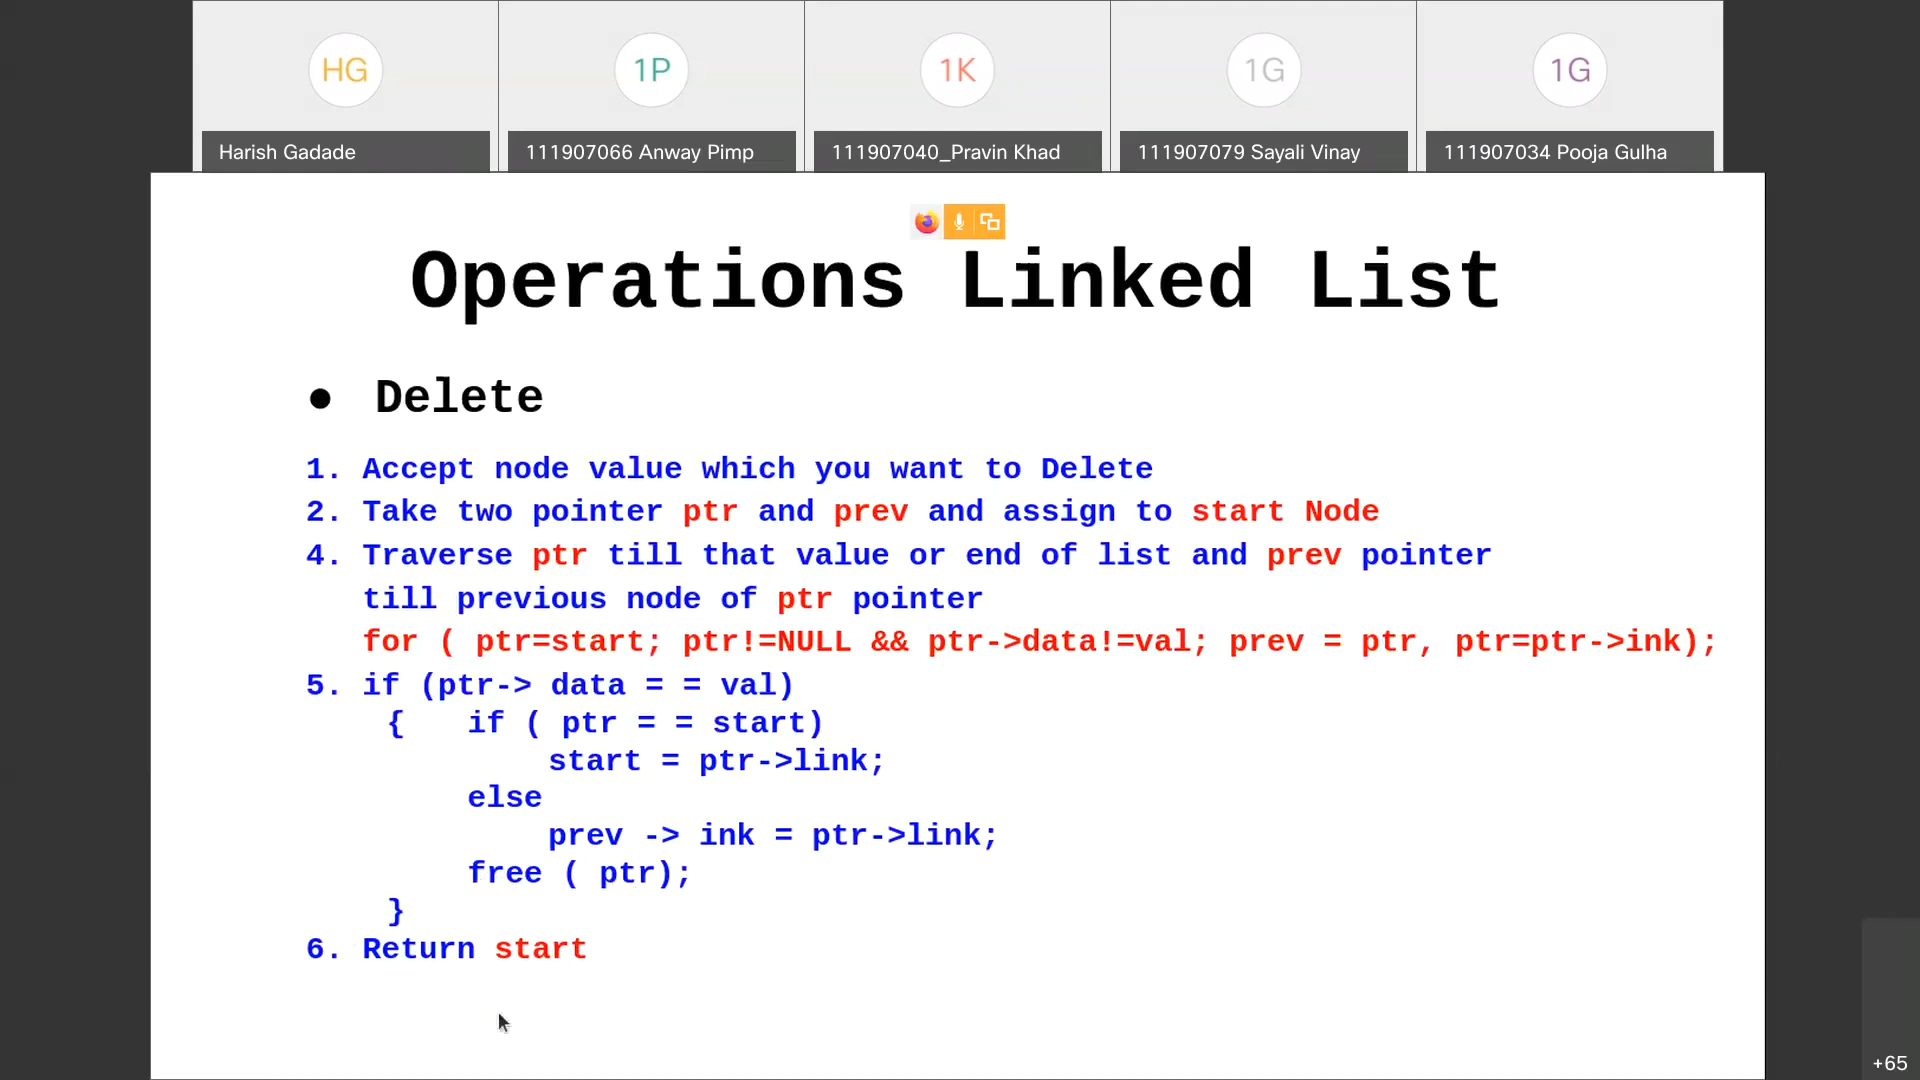 HG
1P
1K
1G
1G
Harish Gadade
111907066 Anway Pimp
111907040_Pravin Khad
111907079 Sayali Vinay
111907034 Pooja Gulha
Operations Linked List
● Delete
1. Accept node value which you want to Delete
2. Take two pointer ptr and prev and assign to start Node
4. Traverse ptr till that value or end of list and prev pointer
till previous node of ptr pointer
for ( ptr=start; ptr!=NULL && ptr->data!=val; prev = ptr, ptr=ptr->ink);
5. if (ptr-> data = = val)
{ if ( ptr = = start)
start = ptr->link;
else
prev -> ink = ptr->link;
free ( ptr);
}
6. Return start
+65